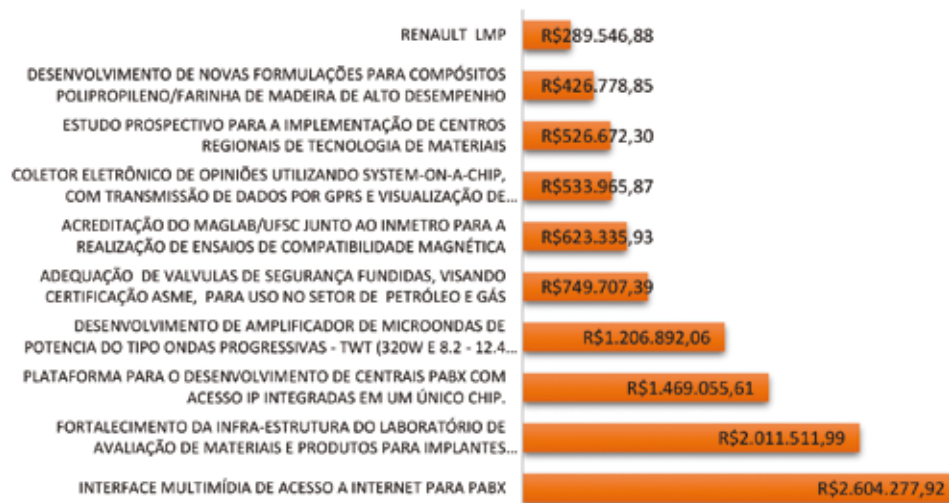 RENAULT LMP
R$289.546,88
DESENVOLVIMENTO DE NOVAS FORMULAÇÕES PARA COMPÓSITOS
POLIPROPILENO/FARINHA DE MADEIRA DE ALTO DESEMPENHO
R$426.778,85
ESTUDO PROSPECTIVO PARA A IMPLEMENTAÇÃO DE CENTROS
REGIONAIS DE TECNOLOGIA DE MATERIAIS
R$526.672,30
COLETOR ELETRÔNICO DE OPINIÕES UTILIZANDO SYSTEM-ON-A-CHIP,
COM TRANSMISSÃO DE DADOS POR GPRS E VISUALIZAÇÃO DE...
R$533.965,87
ACREDITAÇÃO DO MAGLAB/UFSC JUNTO AO INMETRO PARA A
REALIZAÇÃO DE ENSAIOS DE COMPATIBILIDADE MAGNÉTICA
R$623.335,93
ADEQUAÇÃO DE VALVULAS DE SEGURANÇA FUNDIDAS, VISANDO
CERTIFICAÇÃO ASME, PARA USO NO SETOR DE PETRÓLEO E GÁS
R$749.707,39
DESENVOLVIMENTO DE AMPLIFICADOR DE MICROONDAS DE
POTENCIA DO TIPO ONDAS PROGRESSIVAS - TWT (320W E 8.2 - 12.4...
R$1.206.892,06
PLATAFORMA PARA O DESENVOLVIMENTO DE CENTRAIS PABX COM
ACESSO IP INTEGRADAS EM UM ÚNICO CHIP.
R$1.469.055,61
FORTALECIMENTO DA INFRA-ESTRUTURA DO LABORATÓRIO DE
AVALIAÇÃO DE MATERIAIS E PRODUTOS PARA IMPLANTES...
R$2.011.511,99
INTERFACE MULTIMÍDIA DE ACESSO A INTERNET PARA PABX
R$2.604.277,92